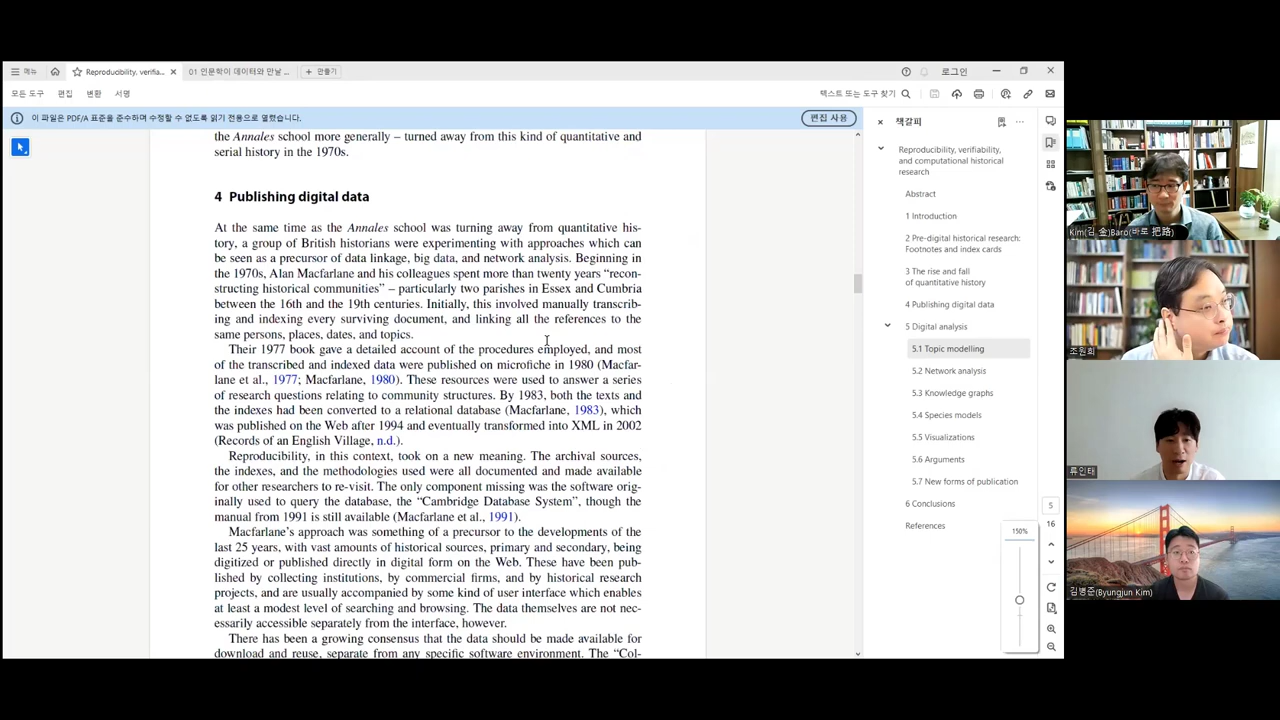 메뉴
Reproducibility. verifia...
01 인문학이 데이터와 만날 ...
만들기
로그인
모든 도구 편집 변환 서명
텍스트 또는 도구 찾기
이 파일은 PDF/A 표준을 준수하며 수정할 수 없도록 읽기 전용으로 열렸습니다.
편집 사용
the Annales school more generally – turned away from this kind of quantitative and
serial history in the 1970s.
4 Publishing digital data
At the same time as the Annales school was turning away from quantitative his-
tory, a group of British historians were experimenting with approaches which can
be seen as a precursor of data linkage, big data, and network analysis. Beginning in
the 1970s, Alan Macfarlane and his colleagues spent more than twenty years “recon-
structing historical communities” – particularly two parishes in Essex and Cumbria
between the 16th and the 19th centuries. Initially, this involved manually transcrib-
ing and indexing every surviving document, and linking all the references to the
same persons, places, dates, and topics.
Their 1977 book gave a detailed account of the procedures employed, and most
of the transcribed and indexed data were published on microfiche in 1980 (Macfar-
lane et al., 1977; Macfarlane, 1980). These resources were used to answer a series
of research questions relating to community structures. By 1983, both the texts and
the indexes had been converted to a relational database (Macfarlane, 1983), which
was published on the Web after 1994 and eventually transformed into XML in 2002
(Records of an English Village, n.d.).
Reproducibility, in this context, took on a new meaning. The archival sources,
the indexes, and the methodologies used were all documented and made available
for other researchers to re-visit. The only component missing was the software orig-
inally used to query the database, the “Cambridge Database System”, though the
manual from 1991 is still available (Macfarlane et al., 1991).
Macfarlane’s approach was something of a precursor to the developments of the
last 25 years, with vast amounts of historical sources, primary and secondary, being
digitized or published directly in digital form on the Web. These have been pub-
lished by collecting institutions, by commercial firms, and by historical research
projects, and are usually accompanied by some kind of user interface which enables
at least a modest level of searching and browsing. The data themselves are not nec-
essarily accessible separately from the interface, however.
There has been a growing consensus that the data should be made available for
download and reuse, separate from any specific software environment. The “Col-
책갈피
Reproducibility, verifiability,
and computational historical
research
Abstract
1 Introduction
2 Pre-digital historical research:
Footnotes and index cards
3 The rise and fall
of quantitative history
4 Publishing digital data
5 Digital analysis
5.1 Topic modelling
5.2 Network analysis
5.3 Knowledge graphs
5.4 Species models
5.5 Visualizations
5.6 Arguments
5.7 New forms of publication
6 Conclusions
References
5
16
150%
Kim(김 金)Baro(바로 把路)
조원희
류인태
김병준(Byungjun Kim)